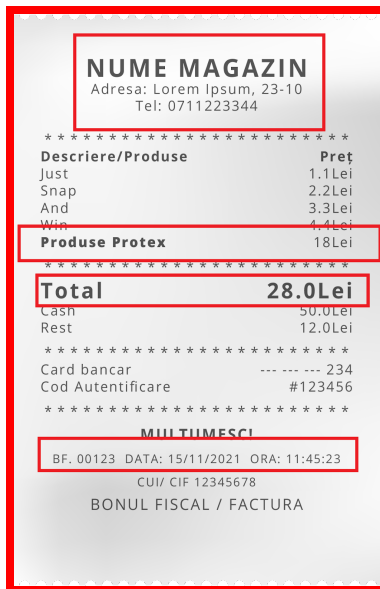 NUME MAGAZIN
Adresa: Lorem Ipsum, 23-10
Tel: 0711223344
* * * * * * * * * * * * * * * * * * * * * * * *
Descriere/Produse Preț
Just 1.1Lei
Snap 2.2Lei
And 3.3Lei
Win 4.4Lei
Produse Protex 18Lei
* * * * * * * * * * * * * * * * * * * * * * * *
Total 28.0Lei
Cash 50.0Lei
Rest 12.0Lei
* * * * * * * * * * * * * * * * * * * * * * * *
Card bancar --- --- --- 234
Cod Autentificare #123456
* * * * * * * * * * * * * * * * * * * * * * * *
MULTUMESC!
BF. 00123 DATA: 15/11/2021 ORA: 11:45:23
CUI/ CIF 12345678
BONUL FISCAL / FACTURA